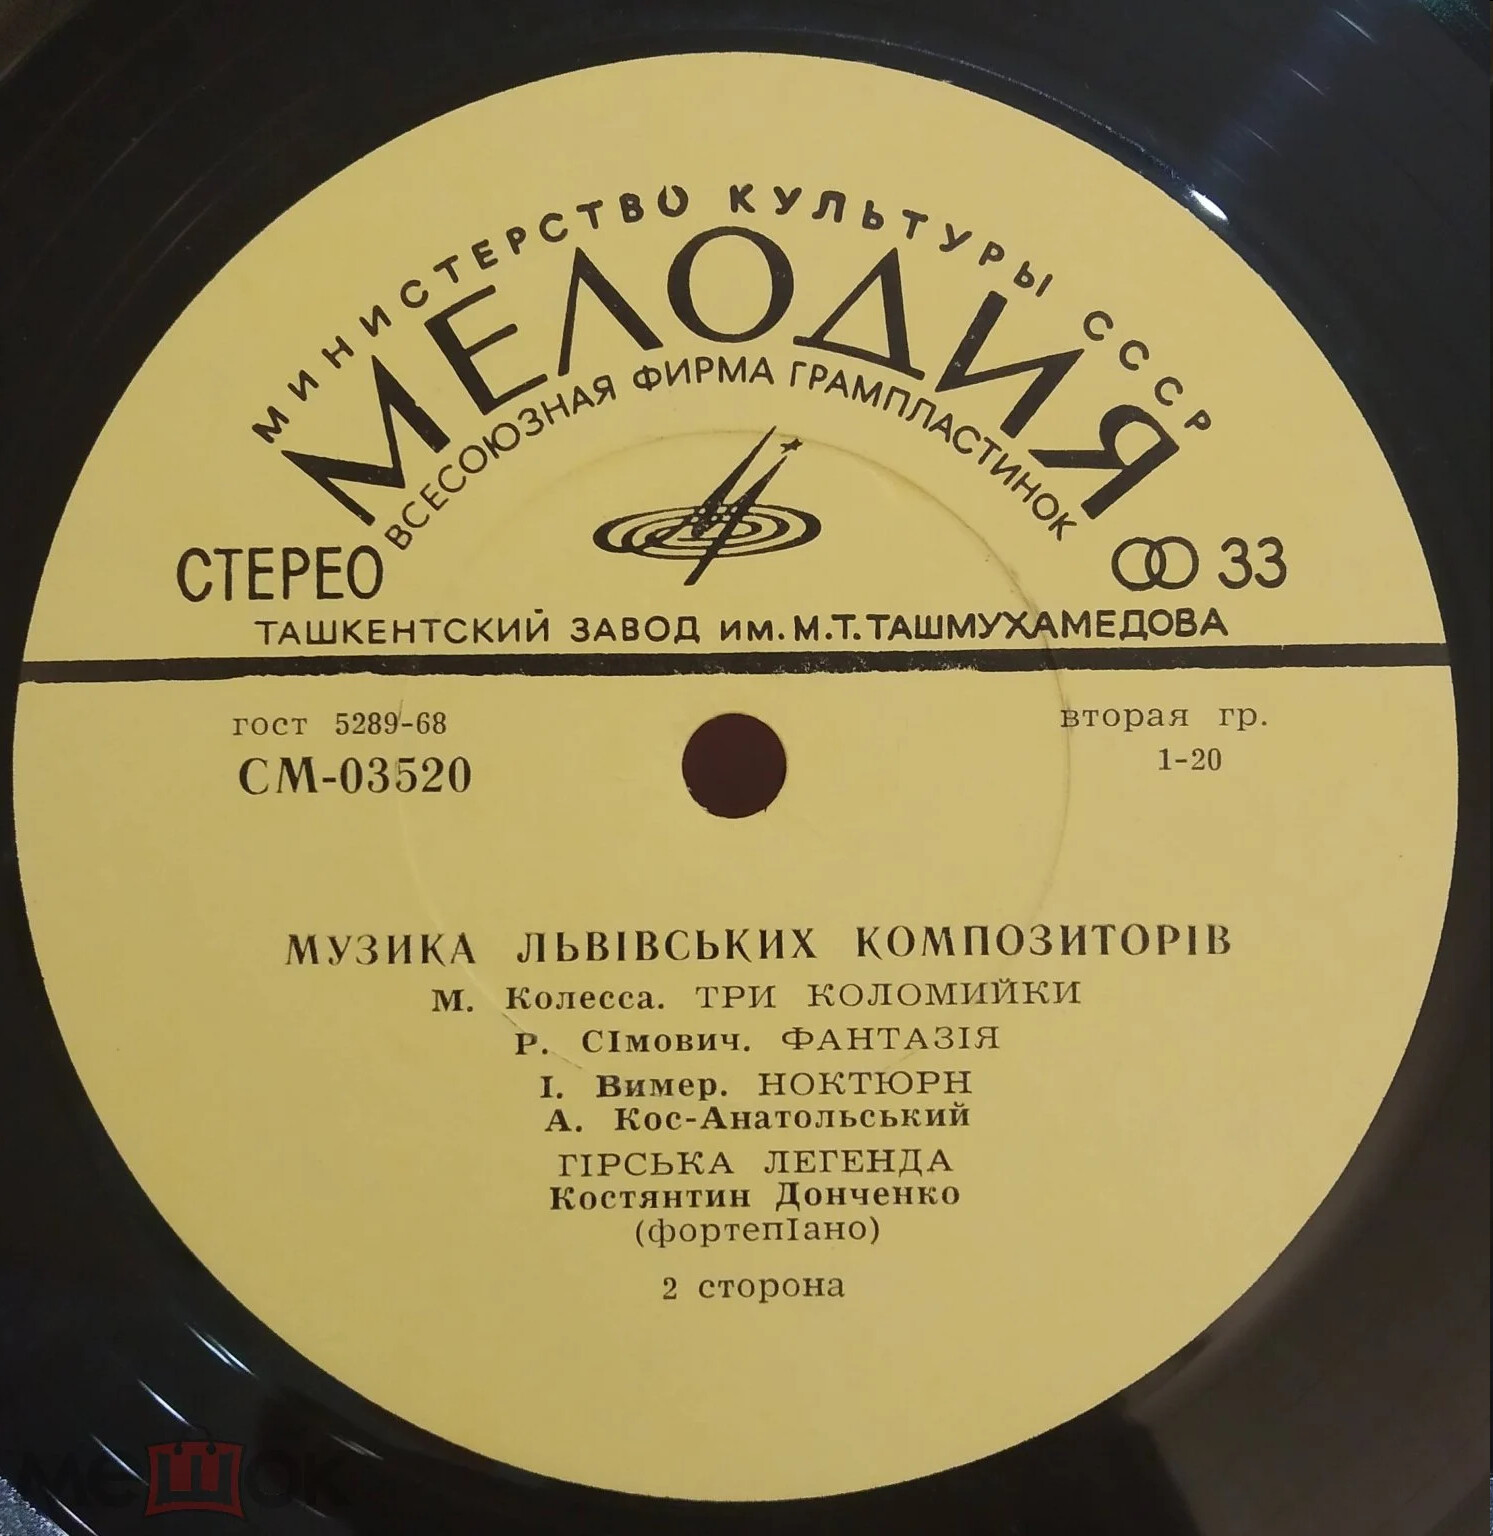 МИНИСТЕРСТВО КУЛЬТУРЫ СССР
МЕЛОДИЯ
ВСЕСОЮЗНАЯ ФИРМА ГРАМПЛАСТИНОК
СТЕРЕО 33
ТАШКЕНТСКИЙ ЗАВОД ИМ. М.Т. ТАШМУХАМЕДОВА
гост 5289-68 вторая гр.
СМ-03520 1-20
МУЗИКА ЛЬВІВСЬКИХ КОМПОЗИТОРІВ
М. Колесса. ТРИ КОЛОМИЙКИ
Р. СІмович. ФАНТАЗІЯ
І. Вимер. НОКТЮРН
А. Кос-Анатольський
ГІРСЬКА ЛЕГЕНДА
Костянтин Донченко
(фортепІано)
2 сторона
мешок